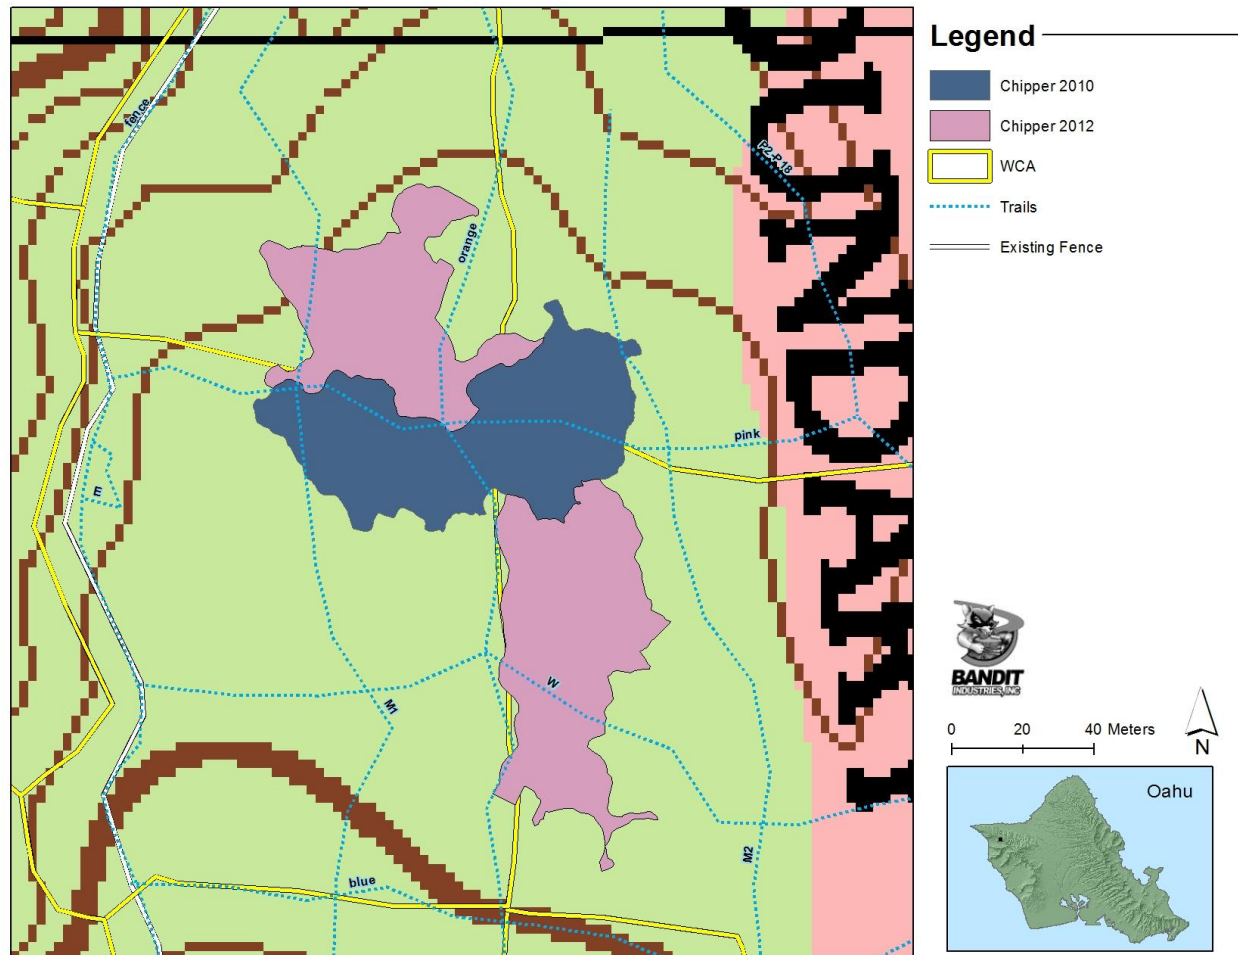 Legend
Chipper 2010
Chipper 2012
WCA
Trails
Existing Fence
fence
P2-P.18
orange
pink
E
W
M1
M2
blue
BANDIT
INDUSTRIES, INC
0 20 40 Meters
N
Oahu